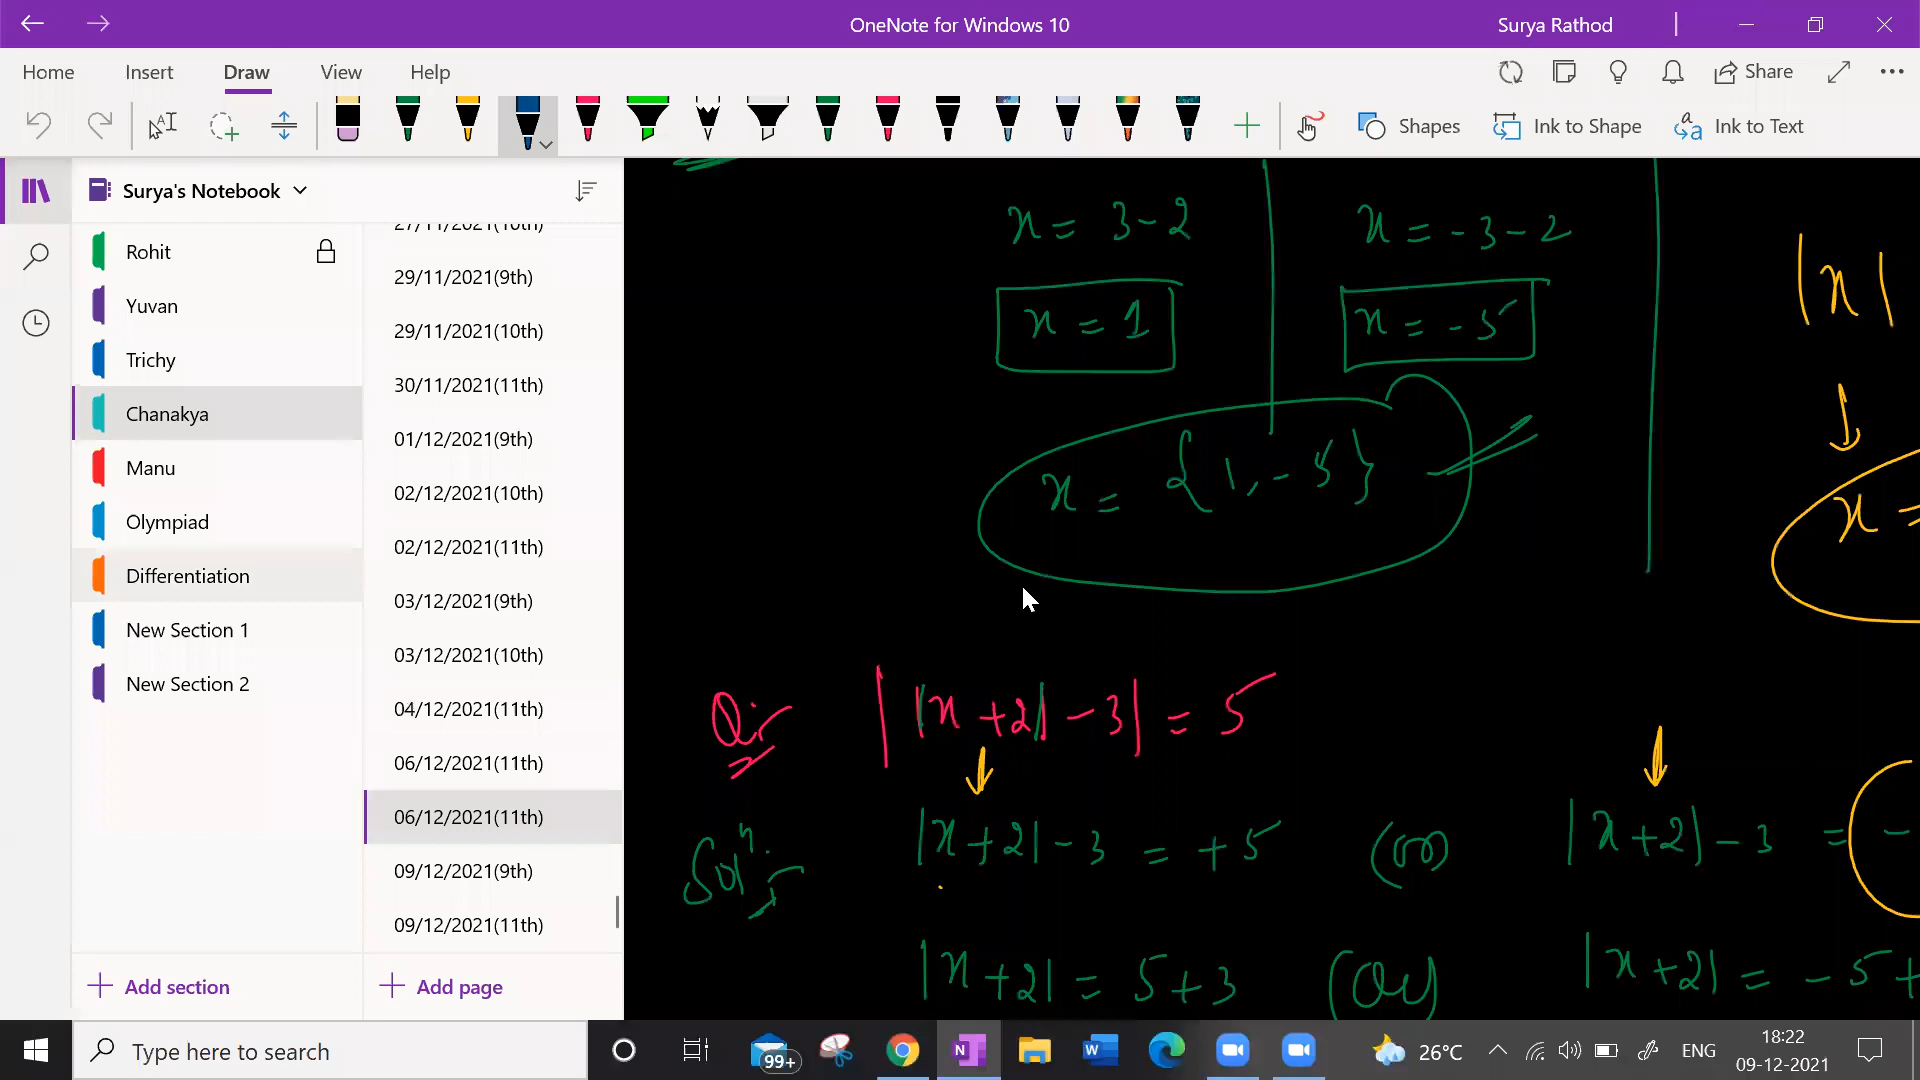 OneNote for Windows 10
Surya Rathod
Home Insert Draw View Help
Share
Shapes Ink to Shape Ink to Text
Surya's Notebook
Rohit
Yuvan
Trichy
Chanakya
Manu
Olympiad
Differentiation
New Section 1
New Section 2
Add section
29/11/2021(9th)
29/11/2021(10th)
30/11/2021(11th)
01/12/2021(9th)
02/12/2021(10th)
02/12/2021(11th)
03/12/2021(9th)
03/12/2021(10th)
04/12/2021(11th)
06/12/2021(11th)
06/12/2021(11th)
09/12/2021(9th)
09/12/2021(11th)
Add page
x = 3-2
x = -3-2
x = 1
x = -5
x = {1, -5}
|x|
x =
Q:- ||x+2|-3| = 5
Solⁿ:
|x+2|-3 = +5 (or) |x+2|-3 = -
|x+2| = 5+3 (or) |x+2| = -5+
Type here to search
99+
26°C
ENG
18:22
09-12-2021